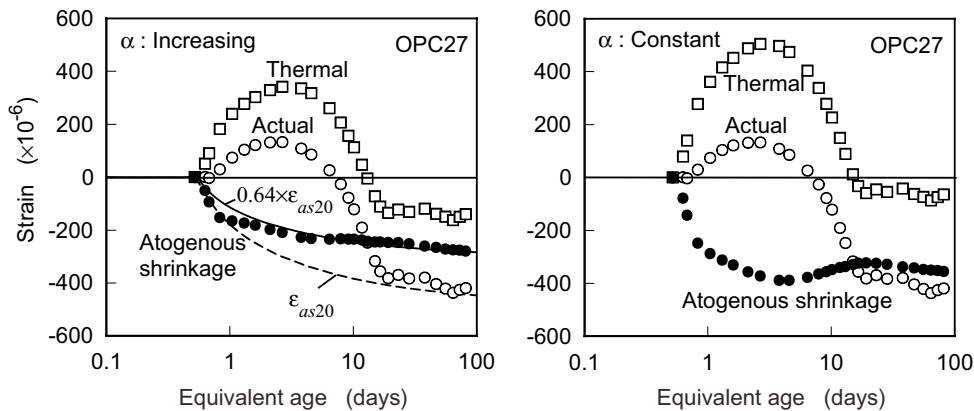 600
400
200
0
-200
-400
-600
Strain (×10⁻⁶)
α : Increasing
OPC27
Thermal
Actual
0.64×ε_as20
Atogenous
shrinkage
ε_as20
0.1
1
10
100
Equivalent age (days)
600
400
200
0
-200
-400
-600
α : Constant
OPC27
Thermal
Actual
Atogenous shrinkage
0.1
1
10
100
Equivalent age (days)